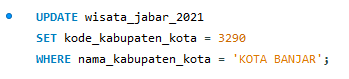 UPDATE wisata_jabar_2021
SET kode_kabupaten_kota = 3290
WHERE nama_kabupaten_kota = 'KOTA BANJAR';